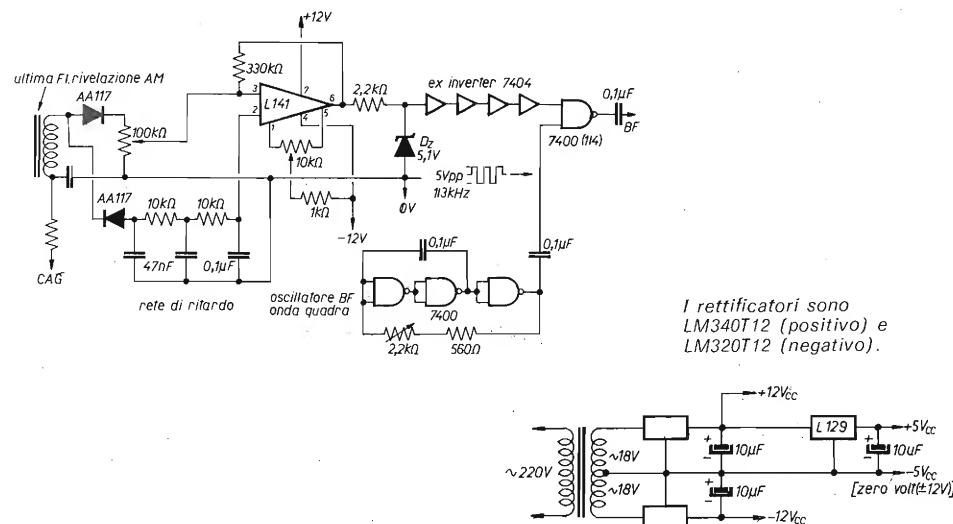 +12V
330kΩ
ultima F.I. rivelazione AM
AA117
3
7
L141
6
2
1
4
5
2,2kΩ
ex inverter 7404
0,1µF
BF
100kΩ
10kΩ
DZ
5,1V
7400 (1/4)
5Vpp
1/3kHz
0V
AA117
10kΩ
10kΩ
1kΩ
-12V
0,1µF
0,1µF
CAG
47nF
0,1µF
rete di ritardo
oscillatore BF
onda quadra
7400
2,2kΩ
560Ω
I rettificatori sono
LM340T12 (positivo) e
LM320T12 (negativo).
+12Vcc
L129
+5Vcc
+
-
10µF
+
-
10µF
~220V
~18V
~18V
-5Vcc
[zero volt(±12V)]
+
-
10µF
-12Vcc